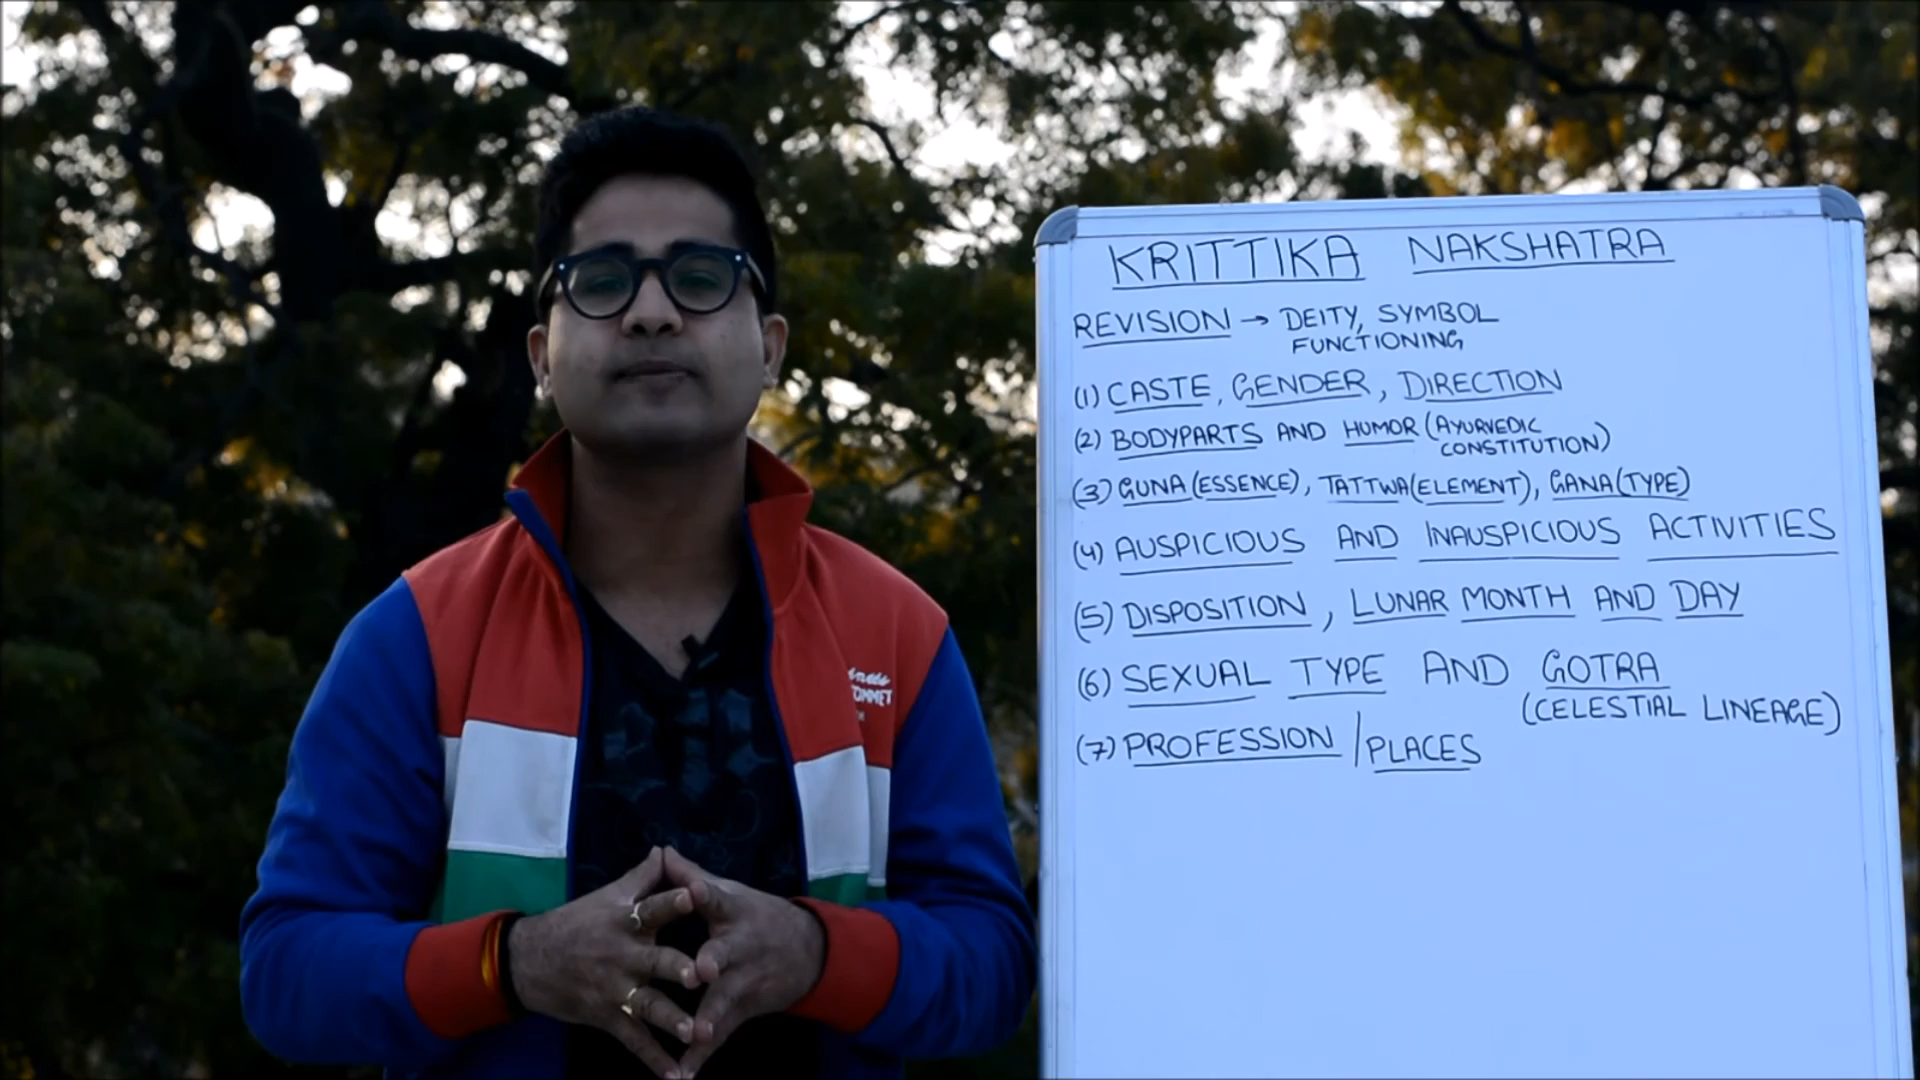 KRITTIKA NAKSHATRA
REVISION → DEITY, SYMBOL
FUNCTIONING
(1) CASTE, GENDER, DIRECTION
(2) BODYPARTS AND HUMOR (AYURVEDIC
CONSTITUTION)
(3) GUNA (ESSENCE), TATTWA (ELEMENT), GANA (TYPE)
(4) AUSPICIOUS AND INAUSPICIOUS ACTIVITIES
(5) DISPOSITION, LUNAR MONTH AND DAY
(6) SEXUAL TYPE AND GOTRA
(CELESTIAL LINEAGE)
(7) PROFESSION / PLACES